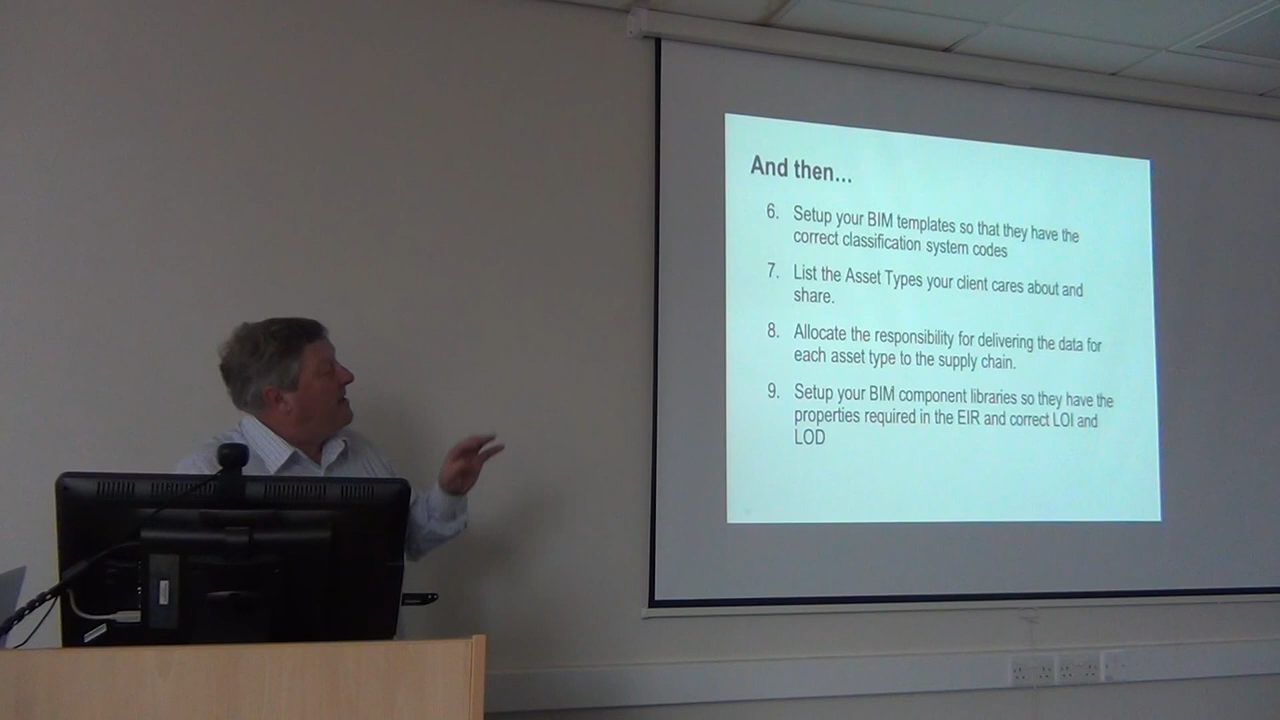 And then…
6. Setup your BIM templates so that they have the
correct classification system codes
7. List the Asset Types your client cares about and
share.
8. Allocate the responsibility for delivering the data for
each asset type to the supply chain.
9. Setup your BIM component libraries so they have the
properties required in the EIR and correct LOI and
LOD